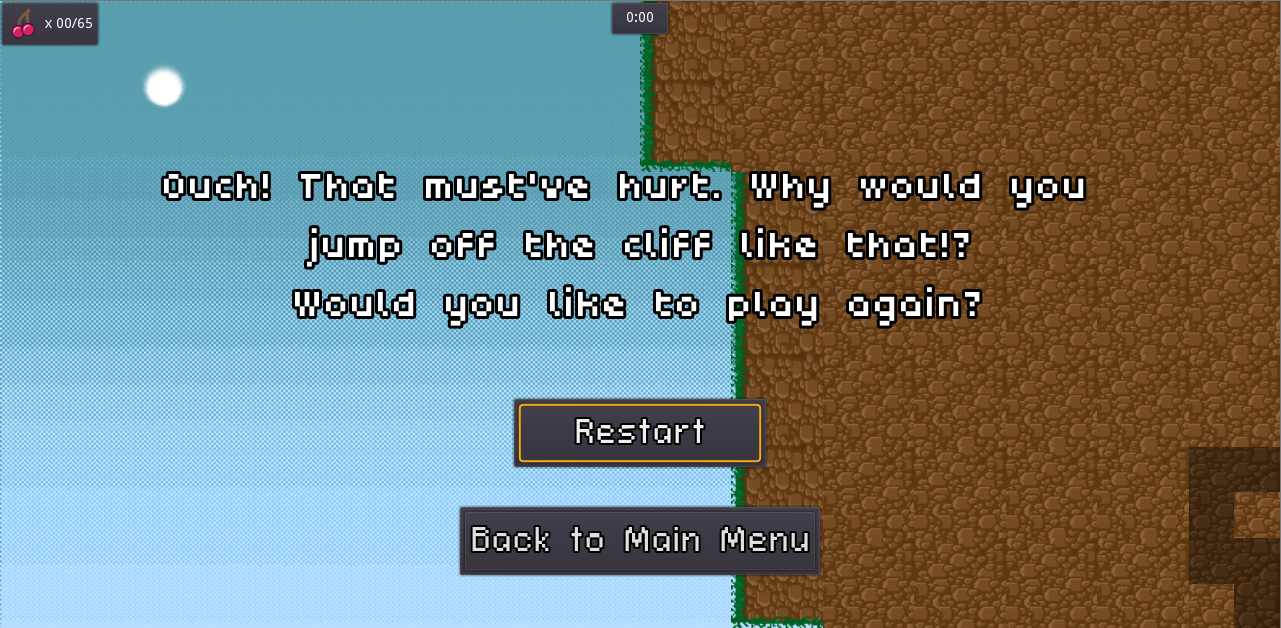 x 00/65
0:00
Ouch! That must've hurt. Why would you
jump off the cliff like that!?
Would you like to play again?
Restart
Back to Main Menu